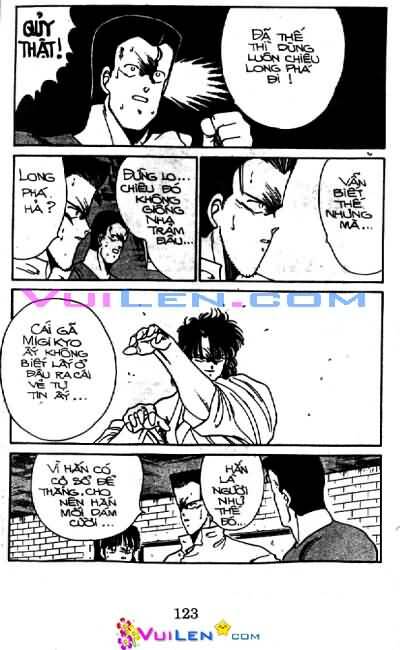 QUỶ
THẬT!
ĐÃ THẾ
THÌ DÙNG
LUÔN CHIÊU
LONG PHÁ
ĐI!
LONG
PHÁ
HẢ?
ĐỪNG LO...
CHIÊU ĐÓ
KHÔNG
GIỐNG
NHẠ
TRẢM
ĐÂU...
VẪN
BIẾT
THẾ
NHƯNG
MÀ...
VUILEN.COM
CÁI GÃ
MIGIKYO
ẤY KHÔNG
BIẾT LẤY Ở
ĐÂU RA CÁI
VẺ TỰ
TIN ẤY...
VÌ HẮN CÓ
CƠ SỞ ĐỂ
THẮNG, CHO
NÊN HẮN
MỚI DÁM
CƯỜI...
HẮN
LÀ
NGƯỜI
NHƯ
THẾ
ĐÓ...
123
VUILEN.COM